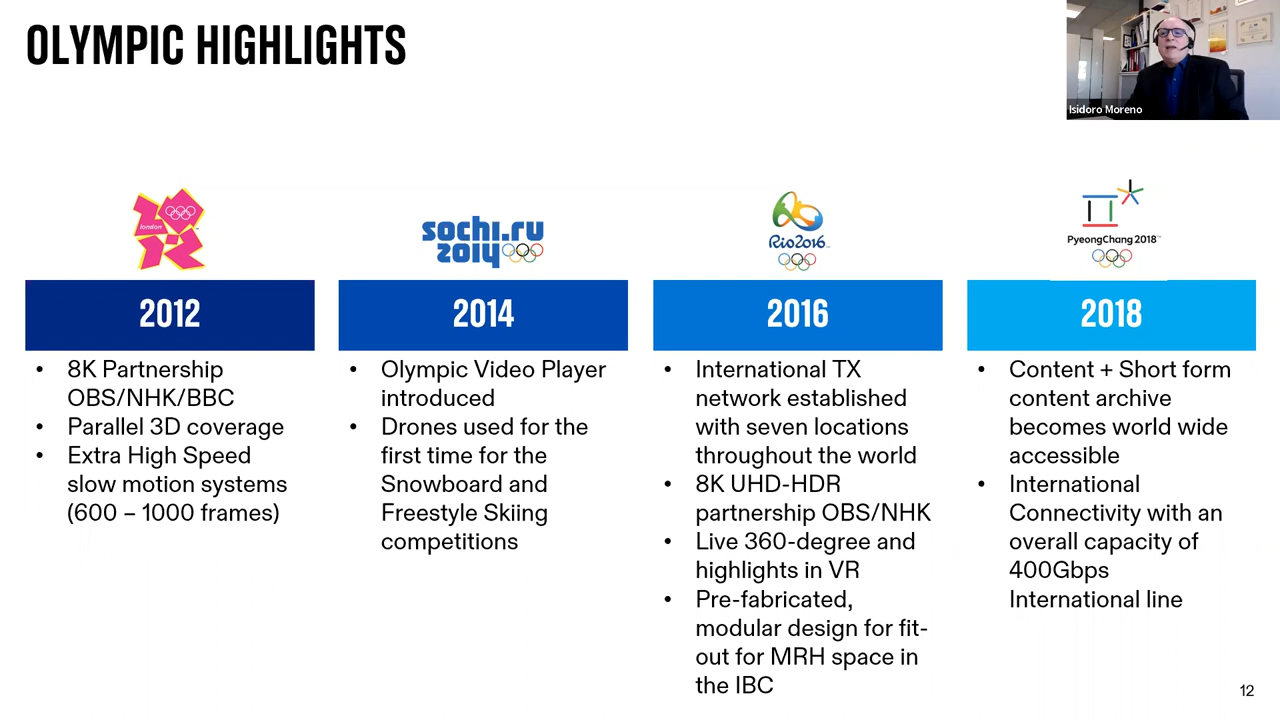 OLYMPIC HIGHLIGHTS
Isidoro Moreno
london
sochi.ru
2014
Rio2016
PyeongChang 2018™
2012
2014
2016
2018
• 8K Partnership
OBS/NHK/BBC
• Parallel 3D coverage
• Extra High Speed
slow motion systems
(600 – 1000 frames)
• Olympic Video Player
introduced
• Drones used for the
first time for the
Snowboard and
Freestyle Skiing
competitions
• International TX
network established
with seven locations
throughout the world
• 8K UHD-HDR
partnership OBS/NHK
• Live 360-degree and
highlights in VR
• Pre-fabricated,
modular design for fit-
out for MRH space in
the IBC
• Content + Short form
content archive
becomes world wide
accessible
• International
Connectivity with an
overall capacity of
400Gbps
International line
12